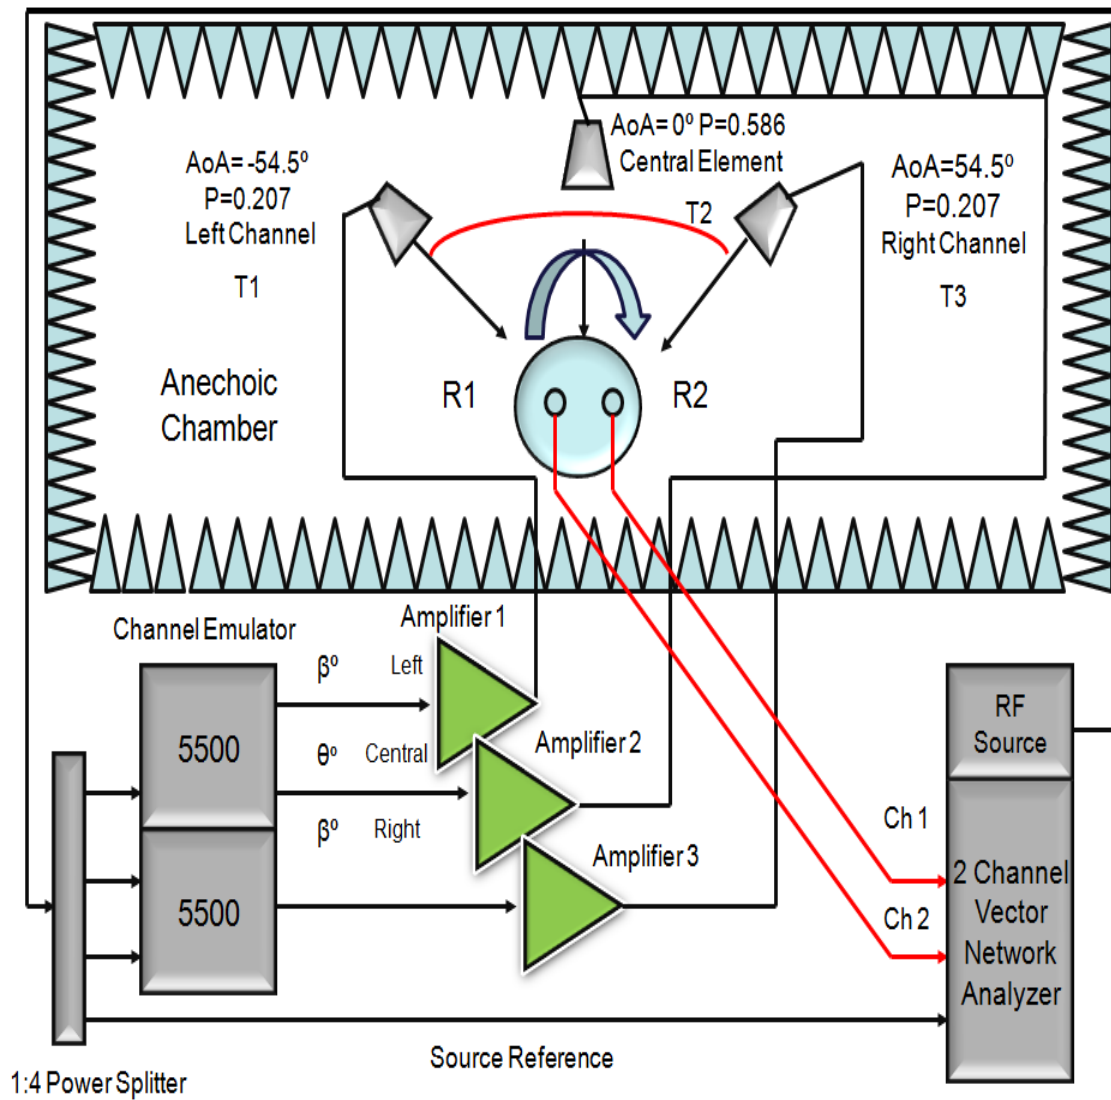 AoA= 0º P=0.586
Central Element
AoA= -54.5º
P=0.207
Left Channel
T1
T2
AoA=54.5º
P=0.207
Right Channel
T3
Anechoic
Chamber
R1
R2
Channel Emulator
Amplifier 1
βº Left
5500
θº Central
Amplifier 2
βº Right
5500
Amplifier 3
RF
Source
Ch 1
Ch 2
2 Channel
Vector
Network
Analyzer
Source Reference
1:4 Power Splitter